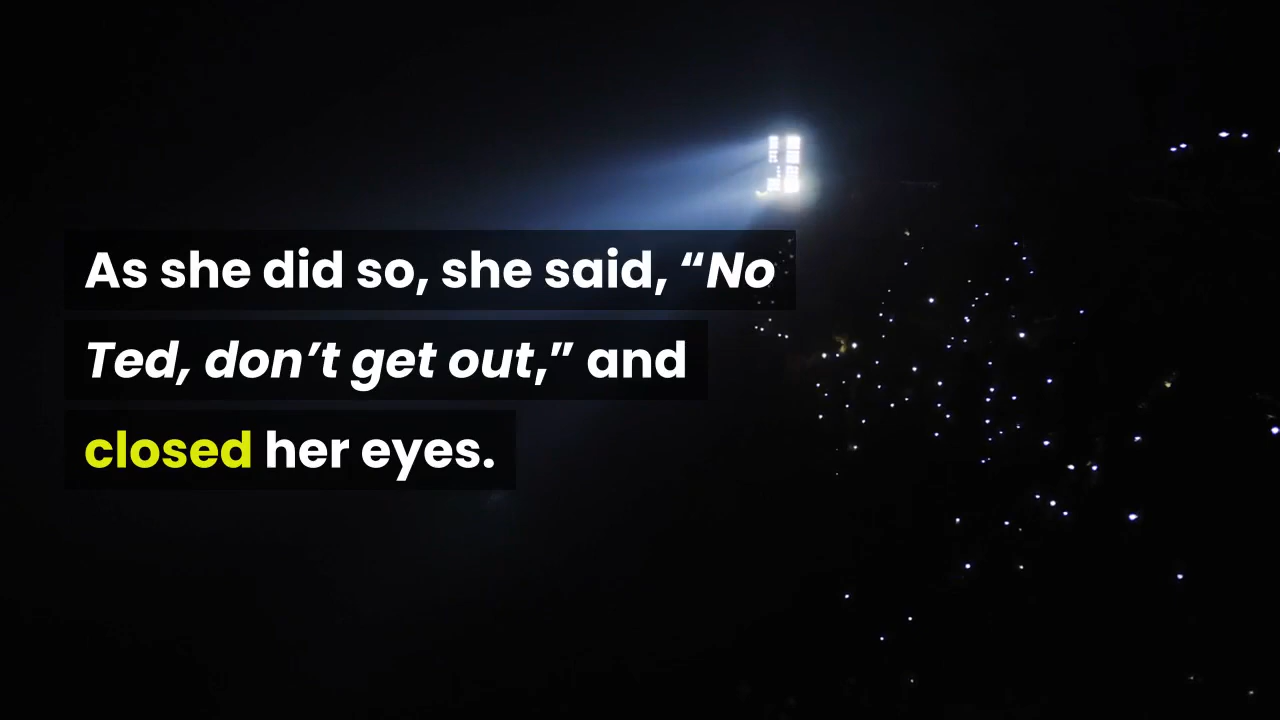 As she did so, she said, “No
Ted, don’t get out,” and
closed her eyes.